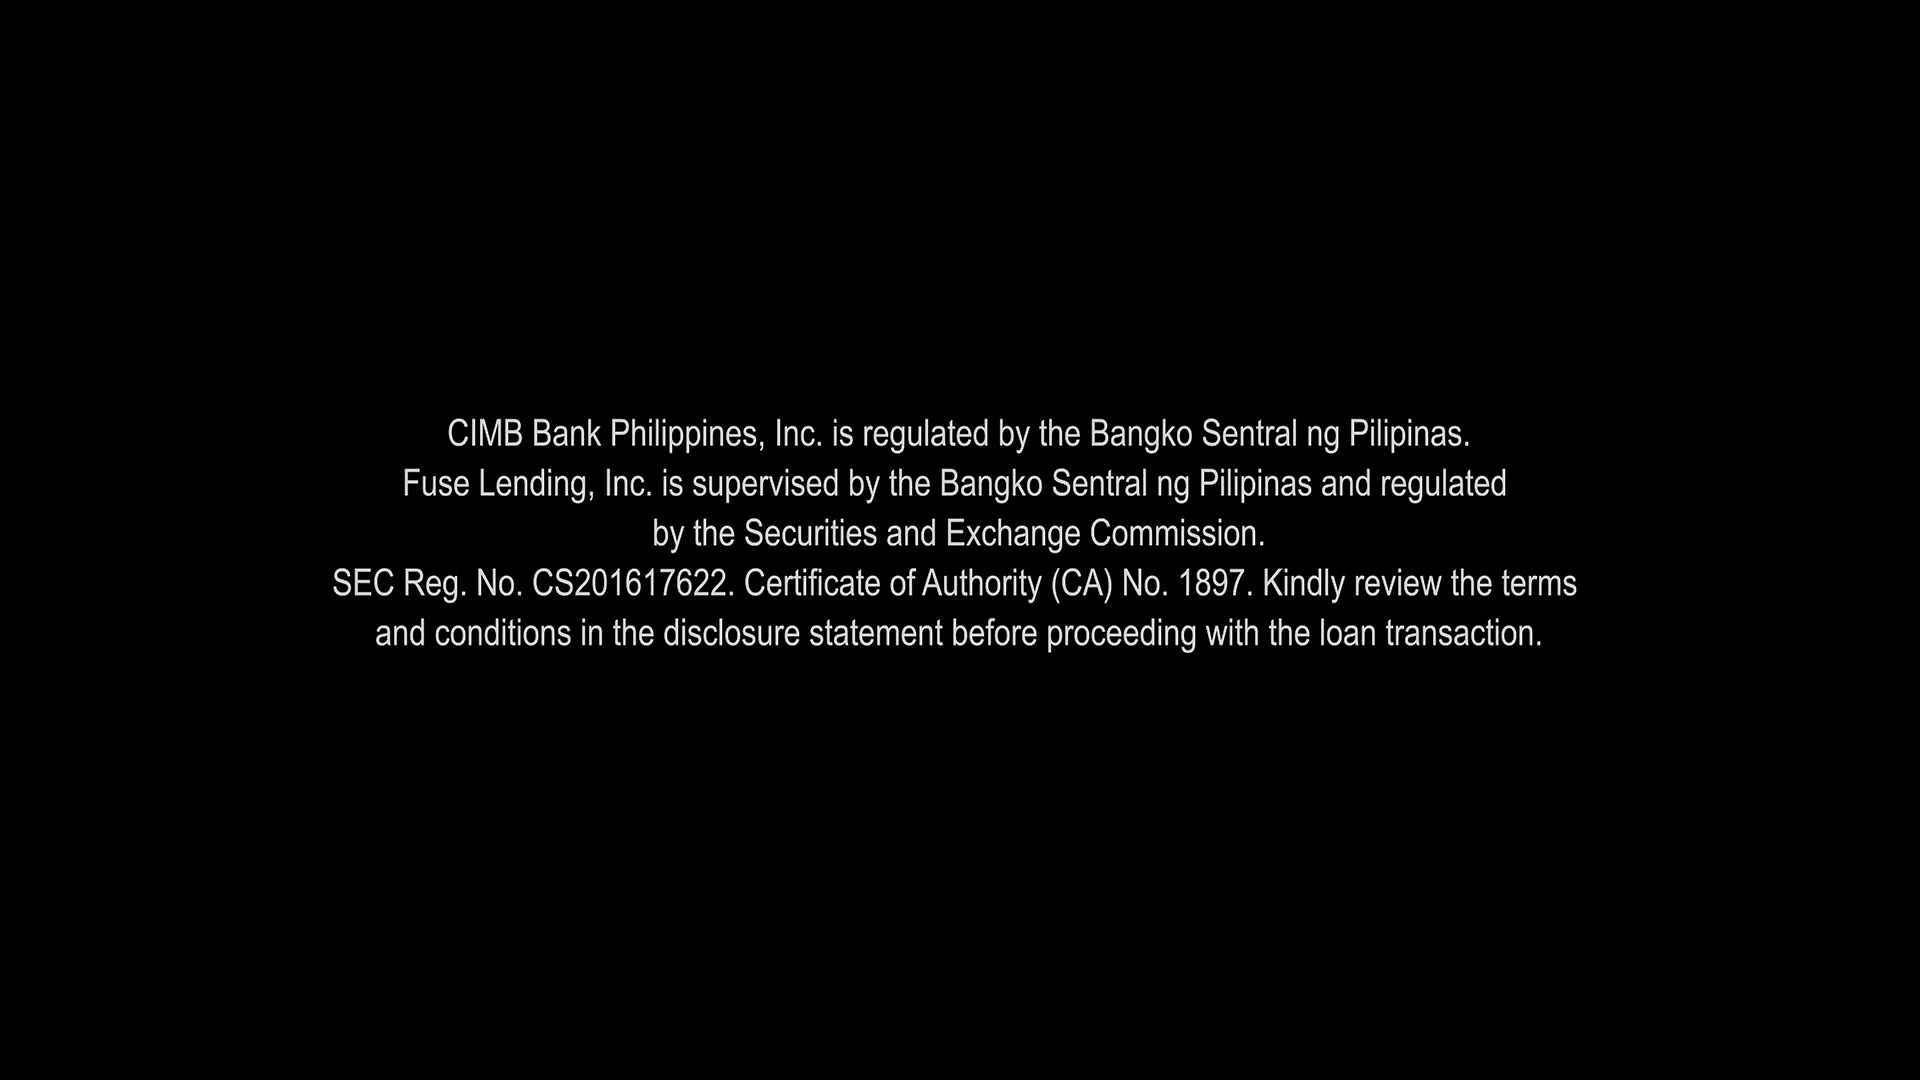 CIMB Bank Philippines, Inc. is regulated by the Bangko Sentral ng Pilipinas.
Fuse Lending, Inc. is supervised by the Bangko Sentral ng Pilipinas and regulated
by the Securities and Exchange Commission.
SEC Reg. No. CS201617622. Certificate of Authority (CA) No. 1897. Kindly review the terms
and conditions in the disclosure statement before proceeding with the loan transaction.